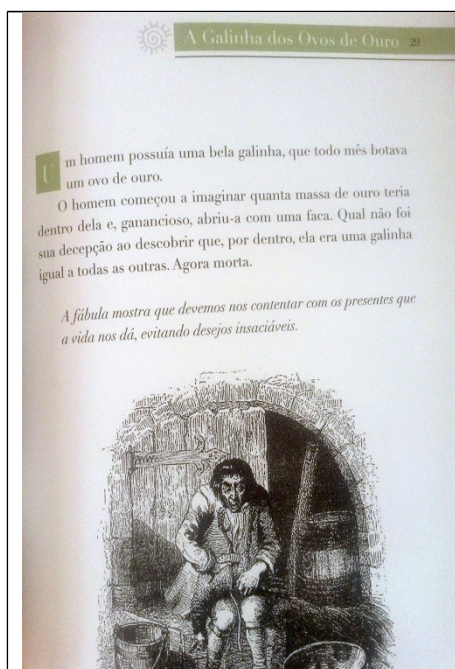 A Galinha dos Ovos de Ouro 29
Um homem possuía uma bela galinha, que todo mês botava
um ovo de ouro.
O homem começou a imaginar quanta massa de ouro teria
dentro dela e, ganancioso, abriu-a com uma faca. Qual não foi
sua decepção ao descobrir que, por dentro, ela era uma galinha
igual a todas as outras. Agora morta.
A fábula mostra que devemos nos contentar com os presentes que
a vida nos dá, evitando desejos insaciáveis.